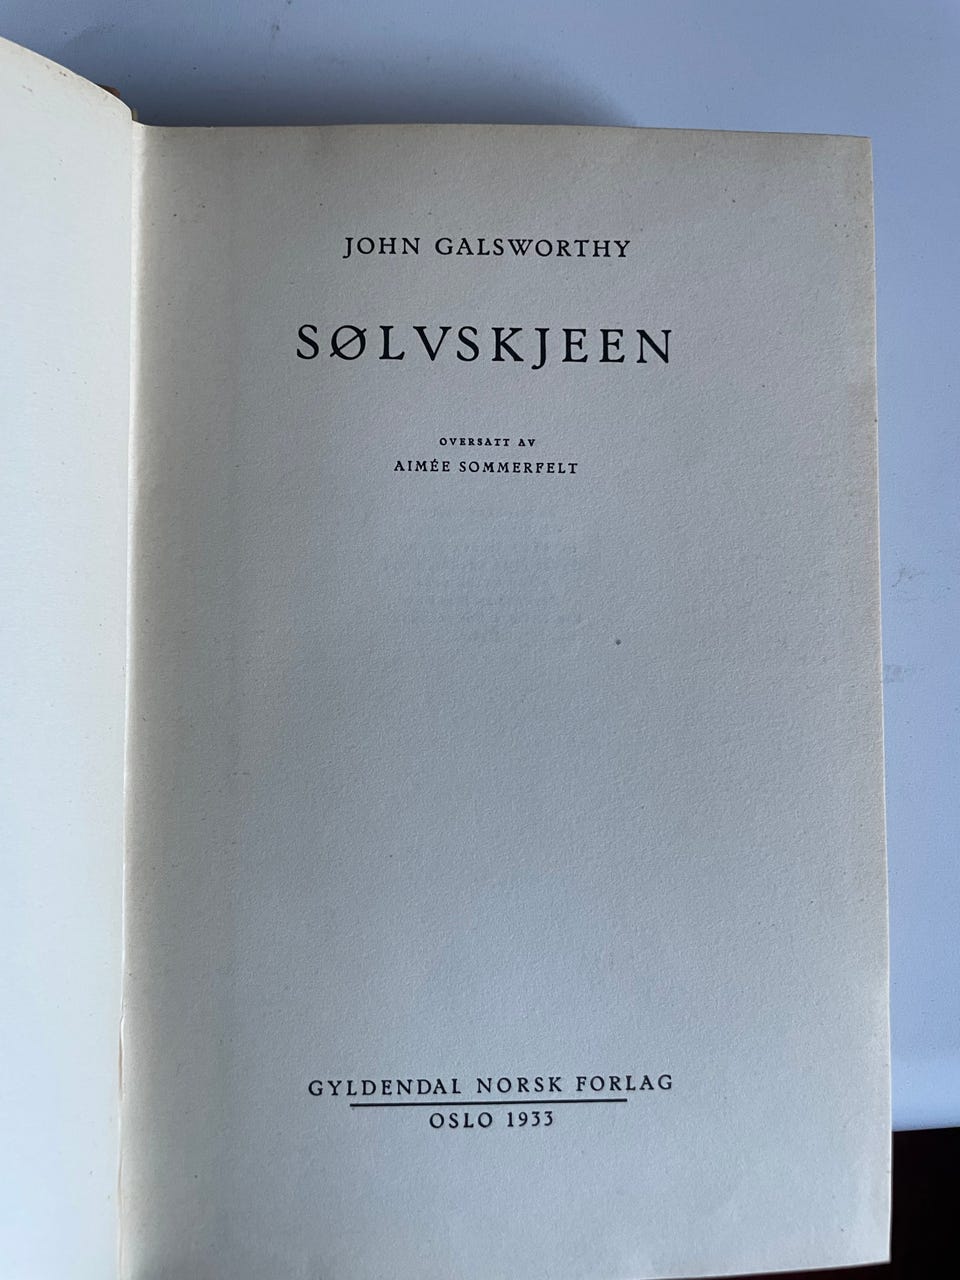 JOHN GALSWORTHY
SØLVSKJEEN
OVERSATT AV
AIMÉE SOMMERFELT
GYLDENDAL NORSK FORLAG
OSLO 1933